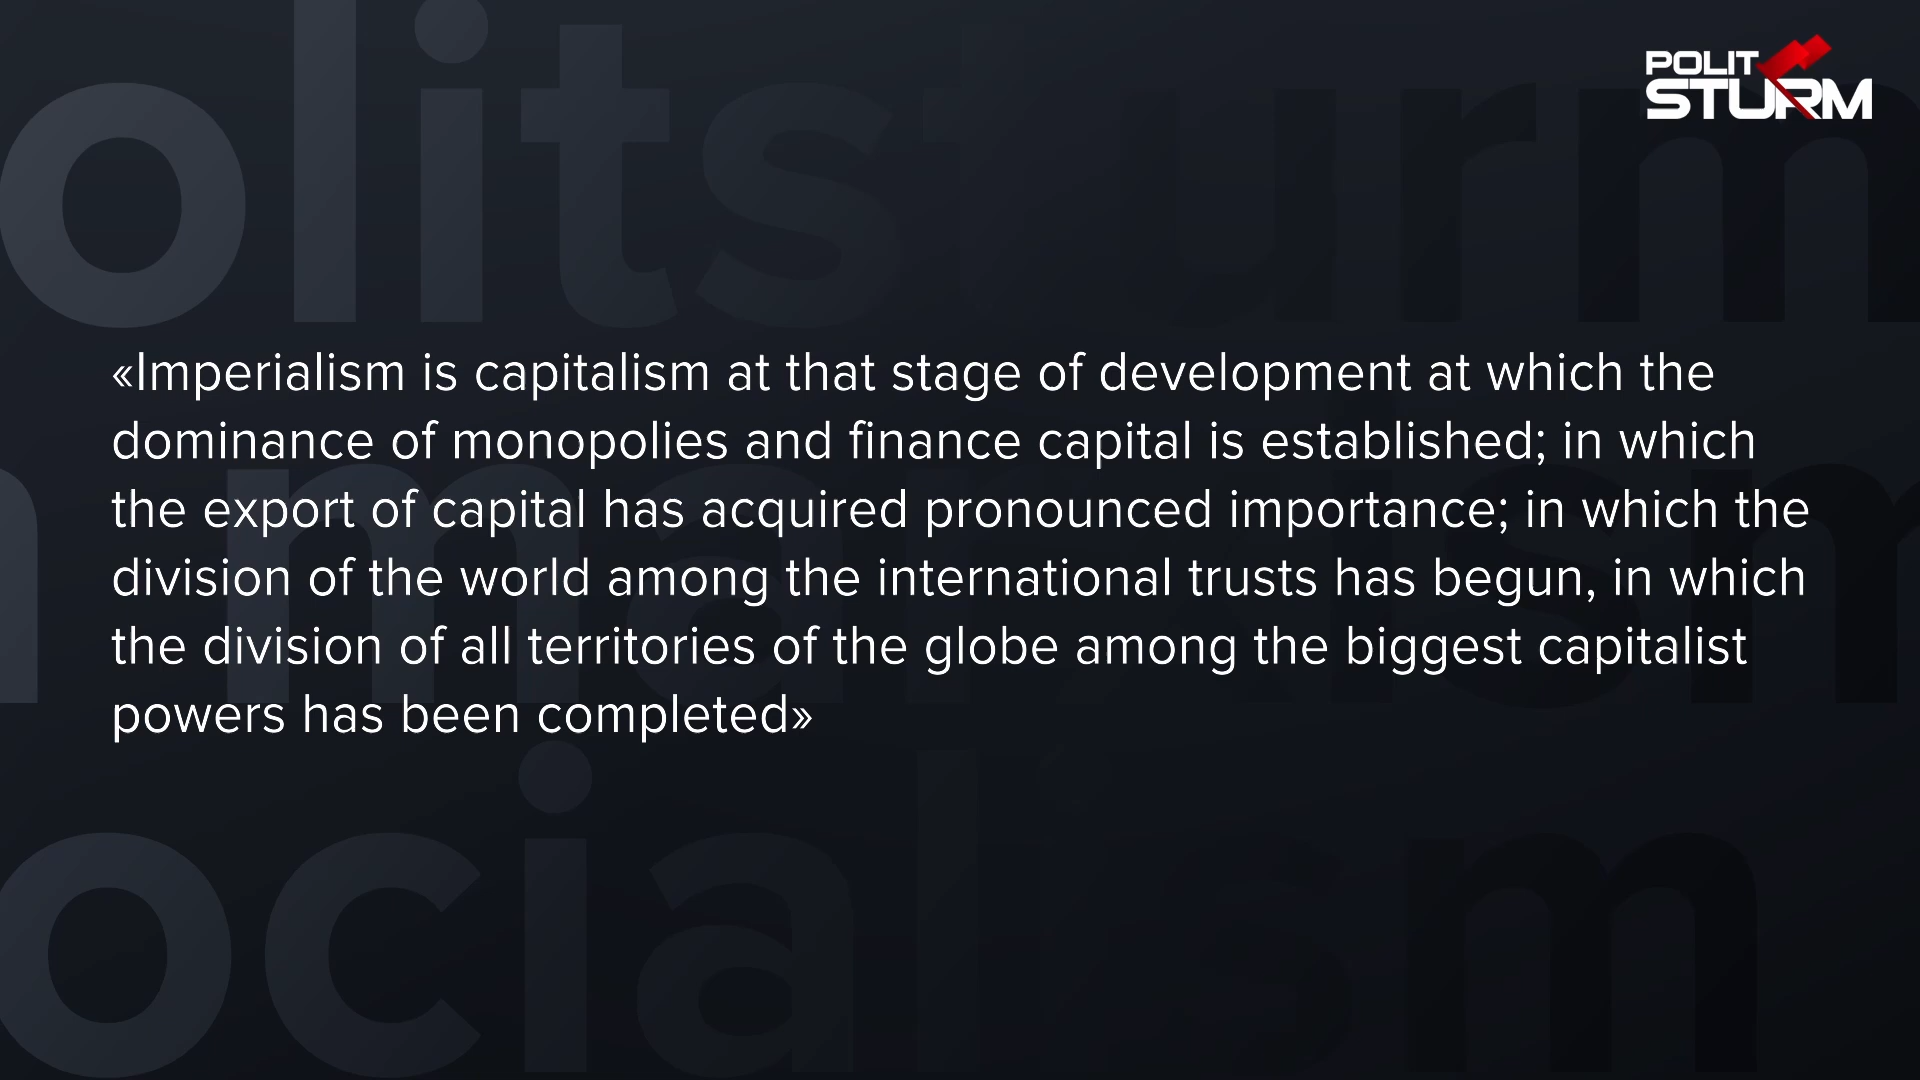 POLIT
STURM
olitsturm
«Imperialism is capitalism at that stage of development at which the
dominance of monopolies and finance capital is established; in which
the export of capital has acquired pronounced importance; in which the
division of the world among the international trusts has begun, in which
the division of all territories of the globe among the biggest capitalist
powers has been completed»
ocialism